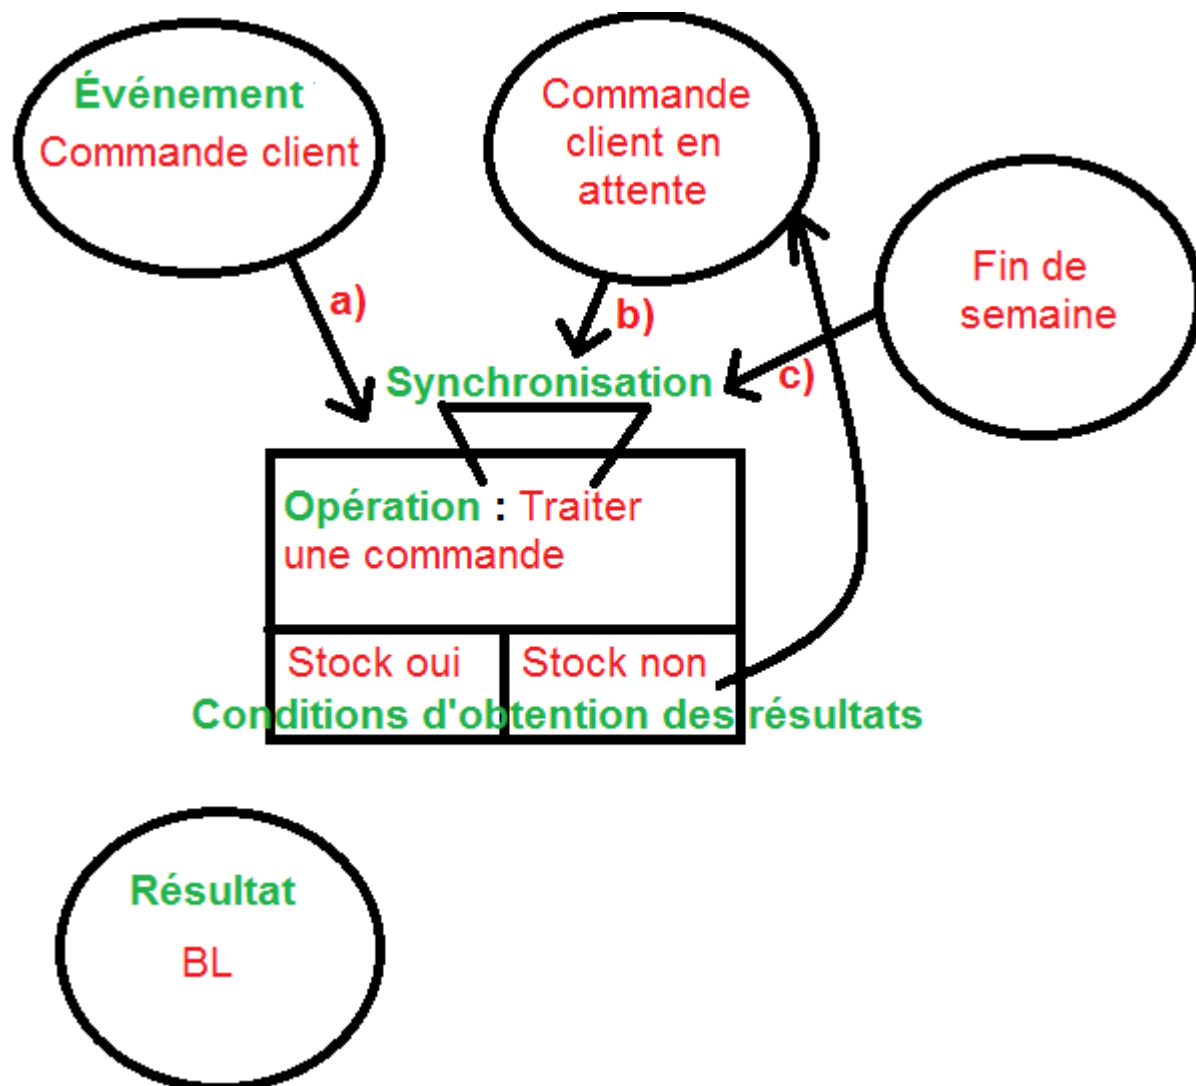 Événement
Commande client
Commande
client en
attente
Fin de
semaine
a)
b)
c)
Synchronisation
Opération : Traiter
une commande
Stock oui
Stock non
Conditions d'obtention des résultats
Résultat
BL